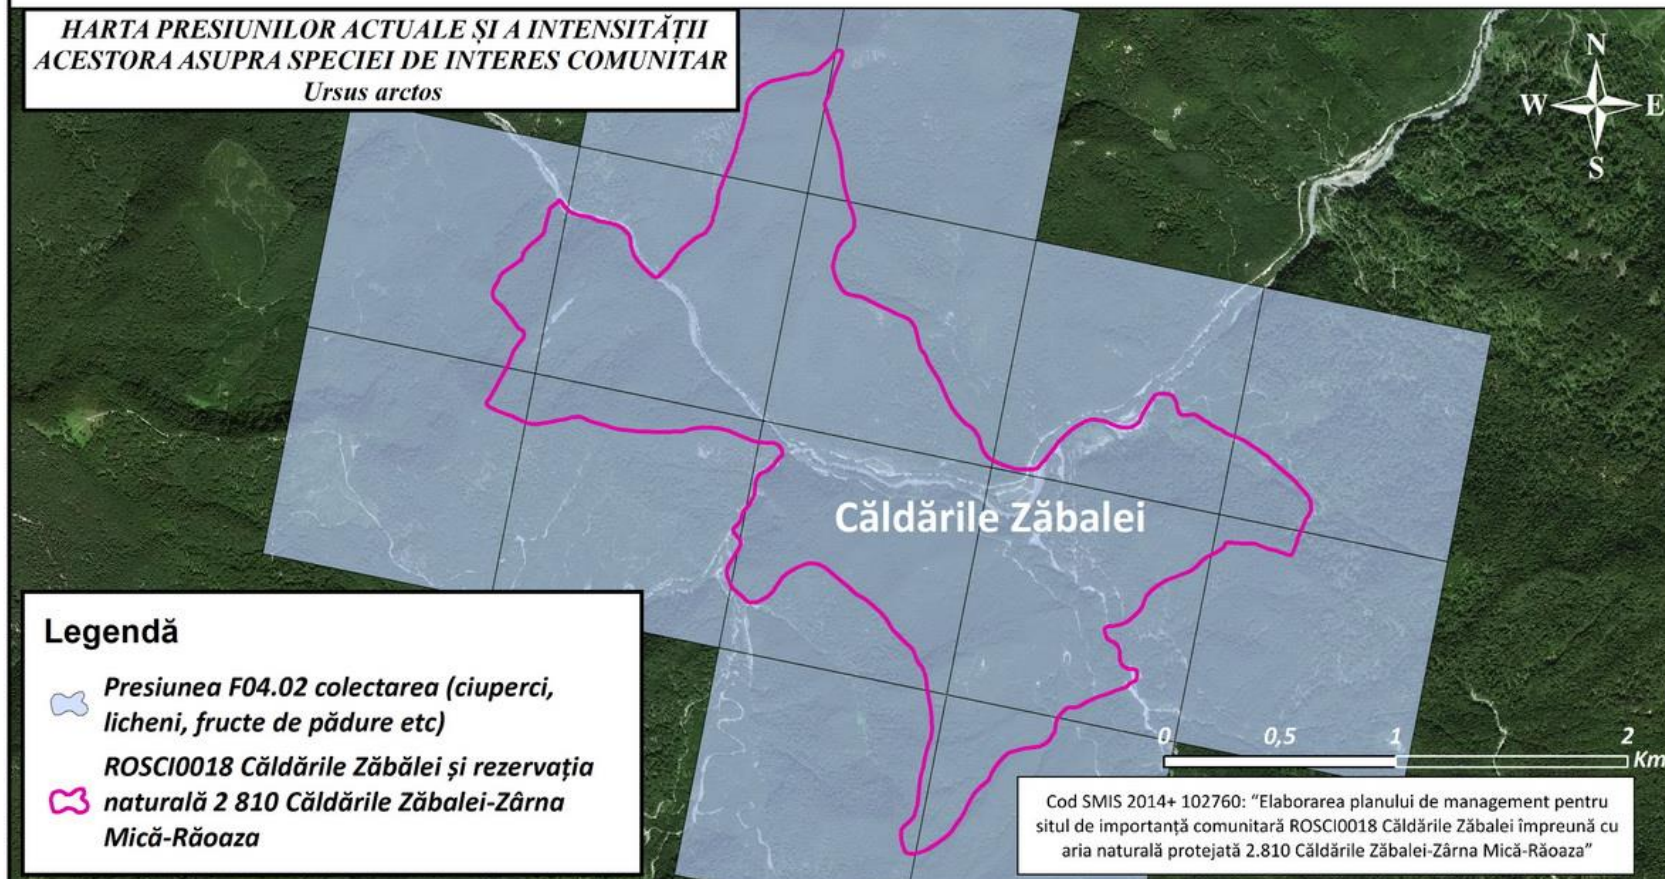 HARTA PRESIUNILOR ACTUALE ȘI A INTENSITĂȚII
ACESTORA ASUPRA SPECIEI DE INTERES COMUNITAR
Ursus arctos
N
W E
S
Căldările Zăbalei
Legendă
Presiunea F04.02 colectarea (ciuperci,
licheni, fructe de pădure etc)
ROSCI0018 Căldările Zăbălei și rezervația
naturală 2 810 Căldările Zăbalei-Zârna
Mică-Răoaza
0 0,5 1 2
Km
Cod SMIS 2014+ 102760: “Elaborarea planului de management pentru
situl de importanță comunitară ROSCI0018 Căldările Zăbalei împreună cu
aria naturală protejată 2.810 Căldările Zăbalei-Zârna Mică-Răoaza”